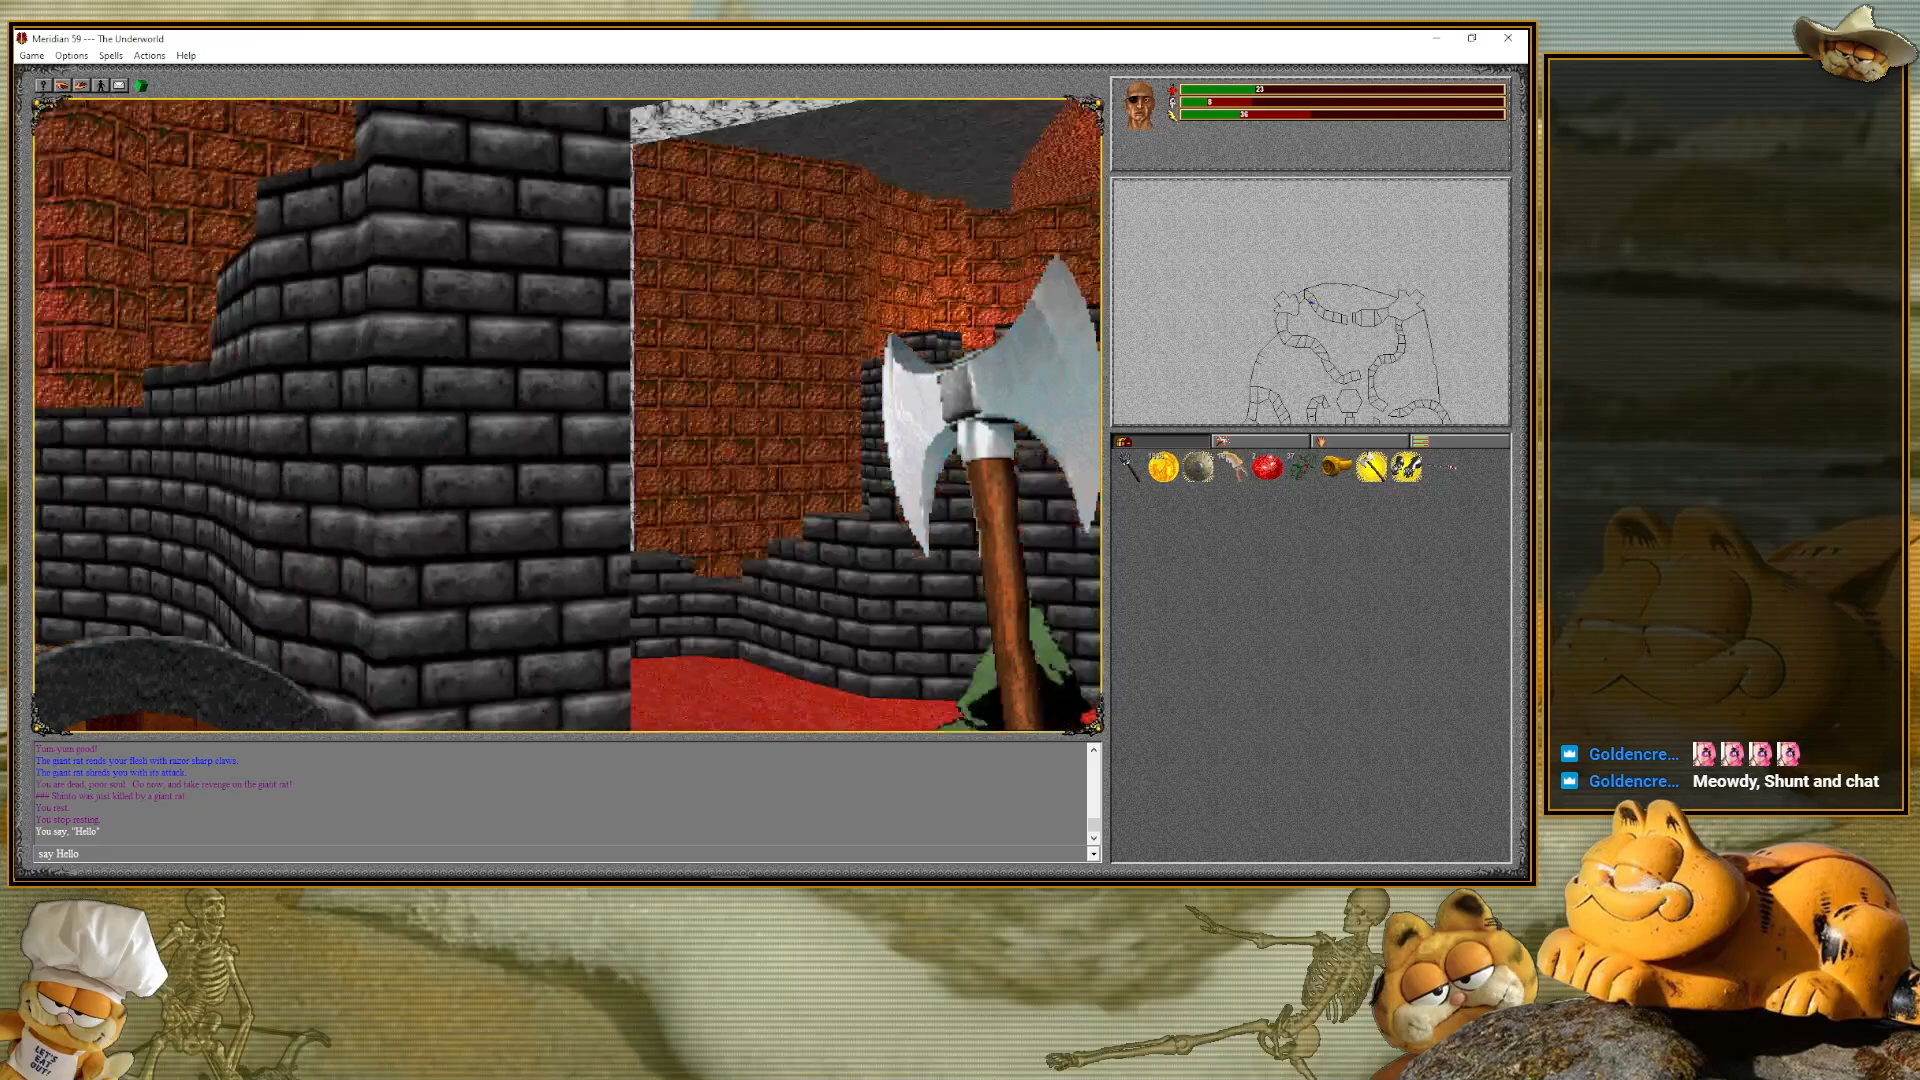 Meridian 59 --- The Underworld
Game Options Spells Actions Help
23
8
36
2 37
Yum-yum good!
The giant rat rends your flesh with razor sharp claws.
The giant rat shreds you with its attack.
You are dead, poor soul. Go now, and take revenge on the giant rat!
### Shinto was just killed by a giant rat.
You rest.
You stop resting.
You say, "Hello"
say Hello
Goldencre...
Goldencre... Meowdy, Shunt and chat
LET'S
EAT
OUT!